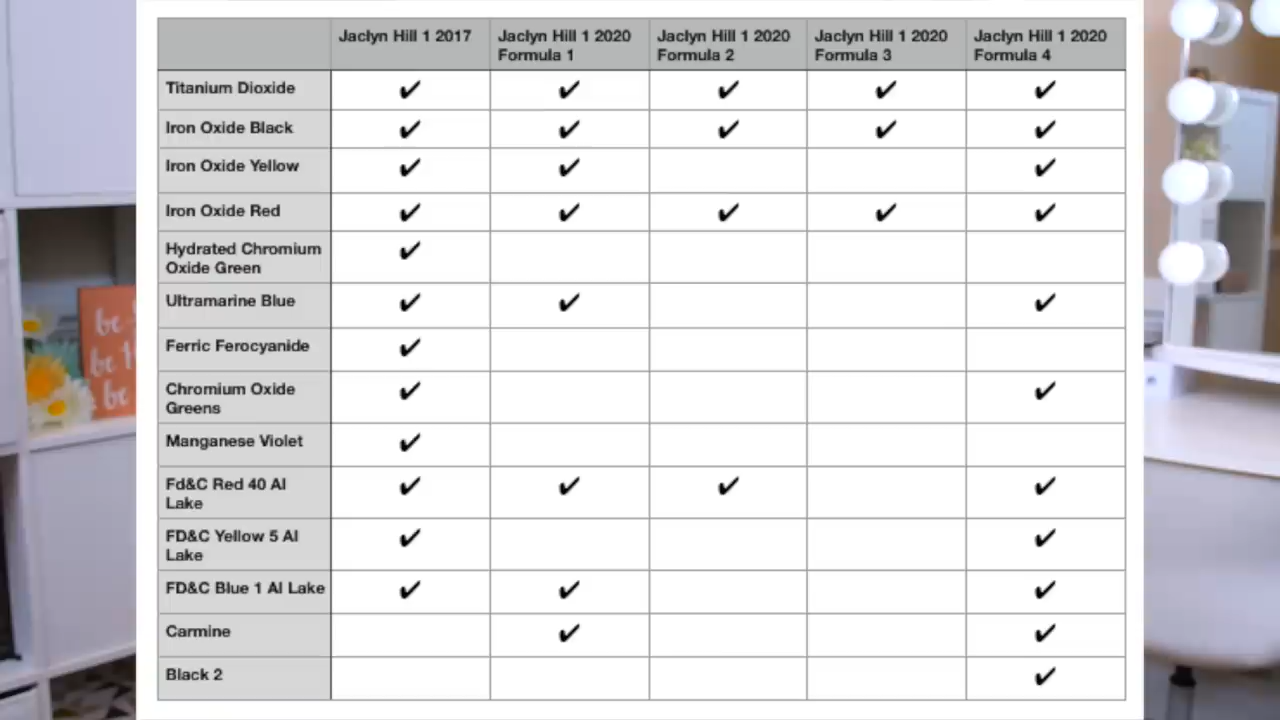 Jaclyn Hill 1 2017
Jaclyn Hill 1 2020
Formula 1
Jaclyn Hill 1 2020
Formula 2
Jaclyn Hill 1 2020
Formula 3
Jaclyn Hill 1 2020
Formula 4
Titanium Dioxide ✔ ✔ ✔ ✔ ✔
Iron Oxide Black ✔ ✔ ✔ ✔ ✔
Iron Oxide Yellow ✔ ✔ ✔
Iron Oxide Red ✔ ✔ ✔ ✔ ✔
Hydrated Chromium ✔
Oxide Green
Ultramarine Blue ✔ ✔ ✔
Ferric Ferocyanide ✔
Chromium Oxide ✔ ✔
Greens
Manganese Violet ✔
Fd&C Red 40 Al ✔ ✔ ✔ ✔
Lake
FD&C Yellow 5 Al ✔ ✔
Lake
FD&C Blue 1 Al Lake ✔ ✔ ✔
Carmine ✔ ✔
Black 2 ✔
be
be
be